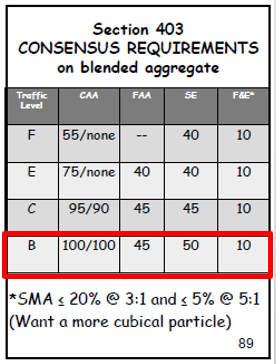 Section 403
CONSENSUS REQUIREMENTS
on blended aggregate
Traffic Level CAA FAA SE F&E*
F 55/none -- 40 10
E 75/none 40 40 10
C 95/90 45 45 10
B 100/100 45 50 10
*SMA ≤ 20% @ 3:1 and ≤ 5% @ 5:1
(Want a more cubical particle)
89